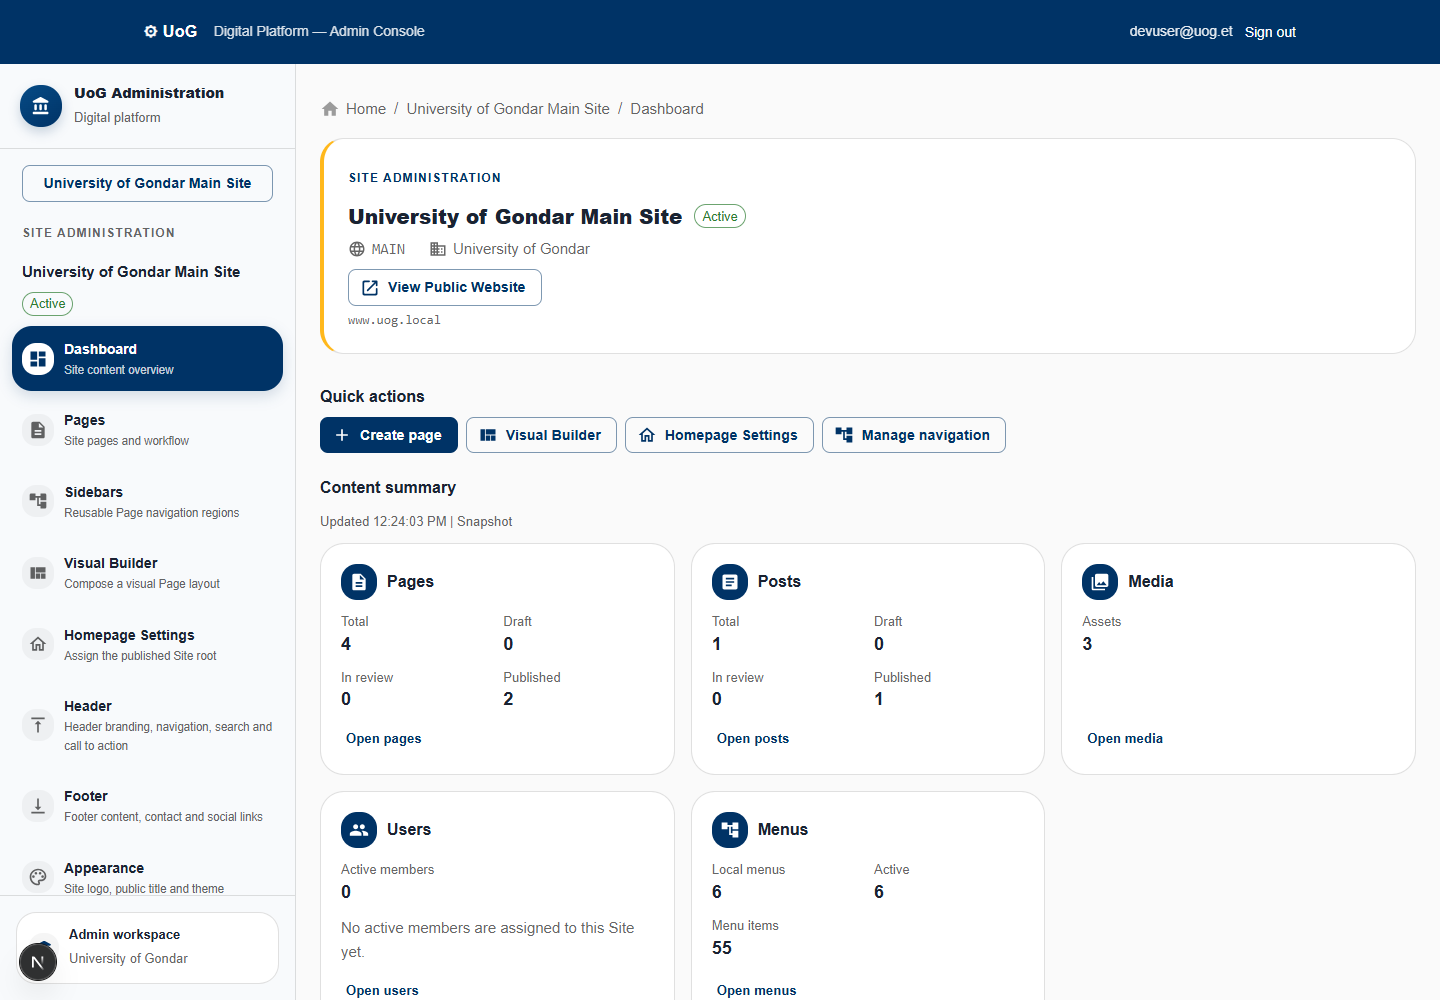 UoG
Digital Platform — Admin Console
devuser@uog.et
Sign out
UoG Administration
Digital platform
University of Gondar Main Site
SITE ADMINISTRATION
University of Gondar Main Site
Active
Dashboard
Site content overview
Pages
Site pages and workflow
Sidebars
Reusable Page navigation regions
Visual Builder
Compose a visual Page layout
Homepage Settings
Assign the published Site root
Header
Header branding, navigation, search and
call to action
Footer
Footer content, contact and social links
Appearance
Site logo, public title and theme
Admin workspace
University of Gondar
N
Home / University of Gondar Main Site / Dashboard
SITE ADMINISTRATION
University of Gondar Main Site
Active
MAIN
University of Gondar
View Public Website
www.uog.local
Quick actions
Create page
Visual Builder
Homepage Settings
Manage navigation
Content summary
Updated 12:24:03 PM | Snapshot
Pages
Total
4
Draft
0
In review
0
Published
2
Open pages
Posts
Total
1
Draft
0
In review
0
Published
1
Open posts
Media
Assets
3
Open media
Users
Active members
0
No active members are assigned to this Site
yet.
Open users
Menus
Local menus
6
Active
6
Menu items
55
Open menus